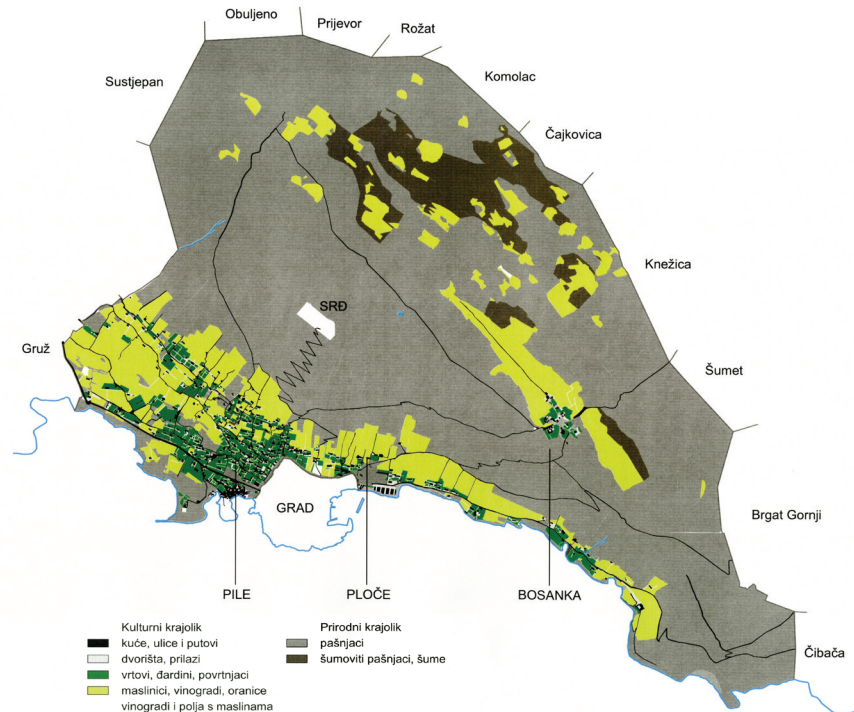 Obuljeno
Prijevor
Rožat
Sustjepan
Komolac
Čajkovica
Knežica
SRĐ
Gruž
Šumet
GRAD
Brgat Gornji
PILE
PLOČE
BOSANKA
Čibača
Kulturni krajolik
kuće, ulice i putovi
dvorišta, prilazi
vrtovi, đardini, povrtnjaci
maslinici, vinogradi, oranice
vinogradi i polja s maslinama
Prirodni krajolik
pašnjaci
šumoviti pašnjaci, šume